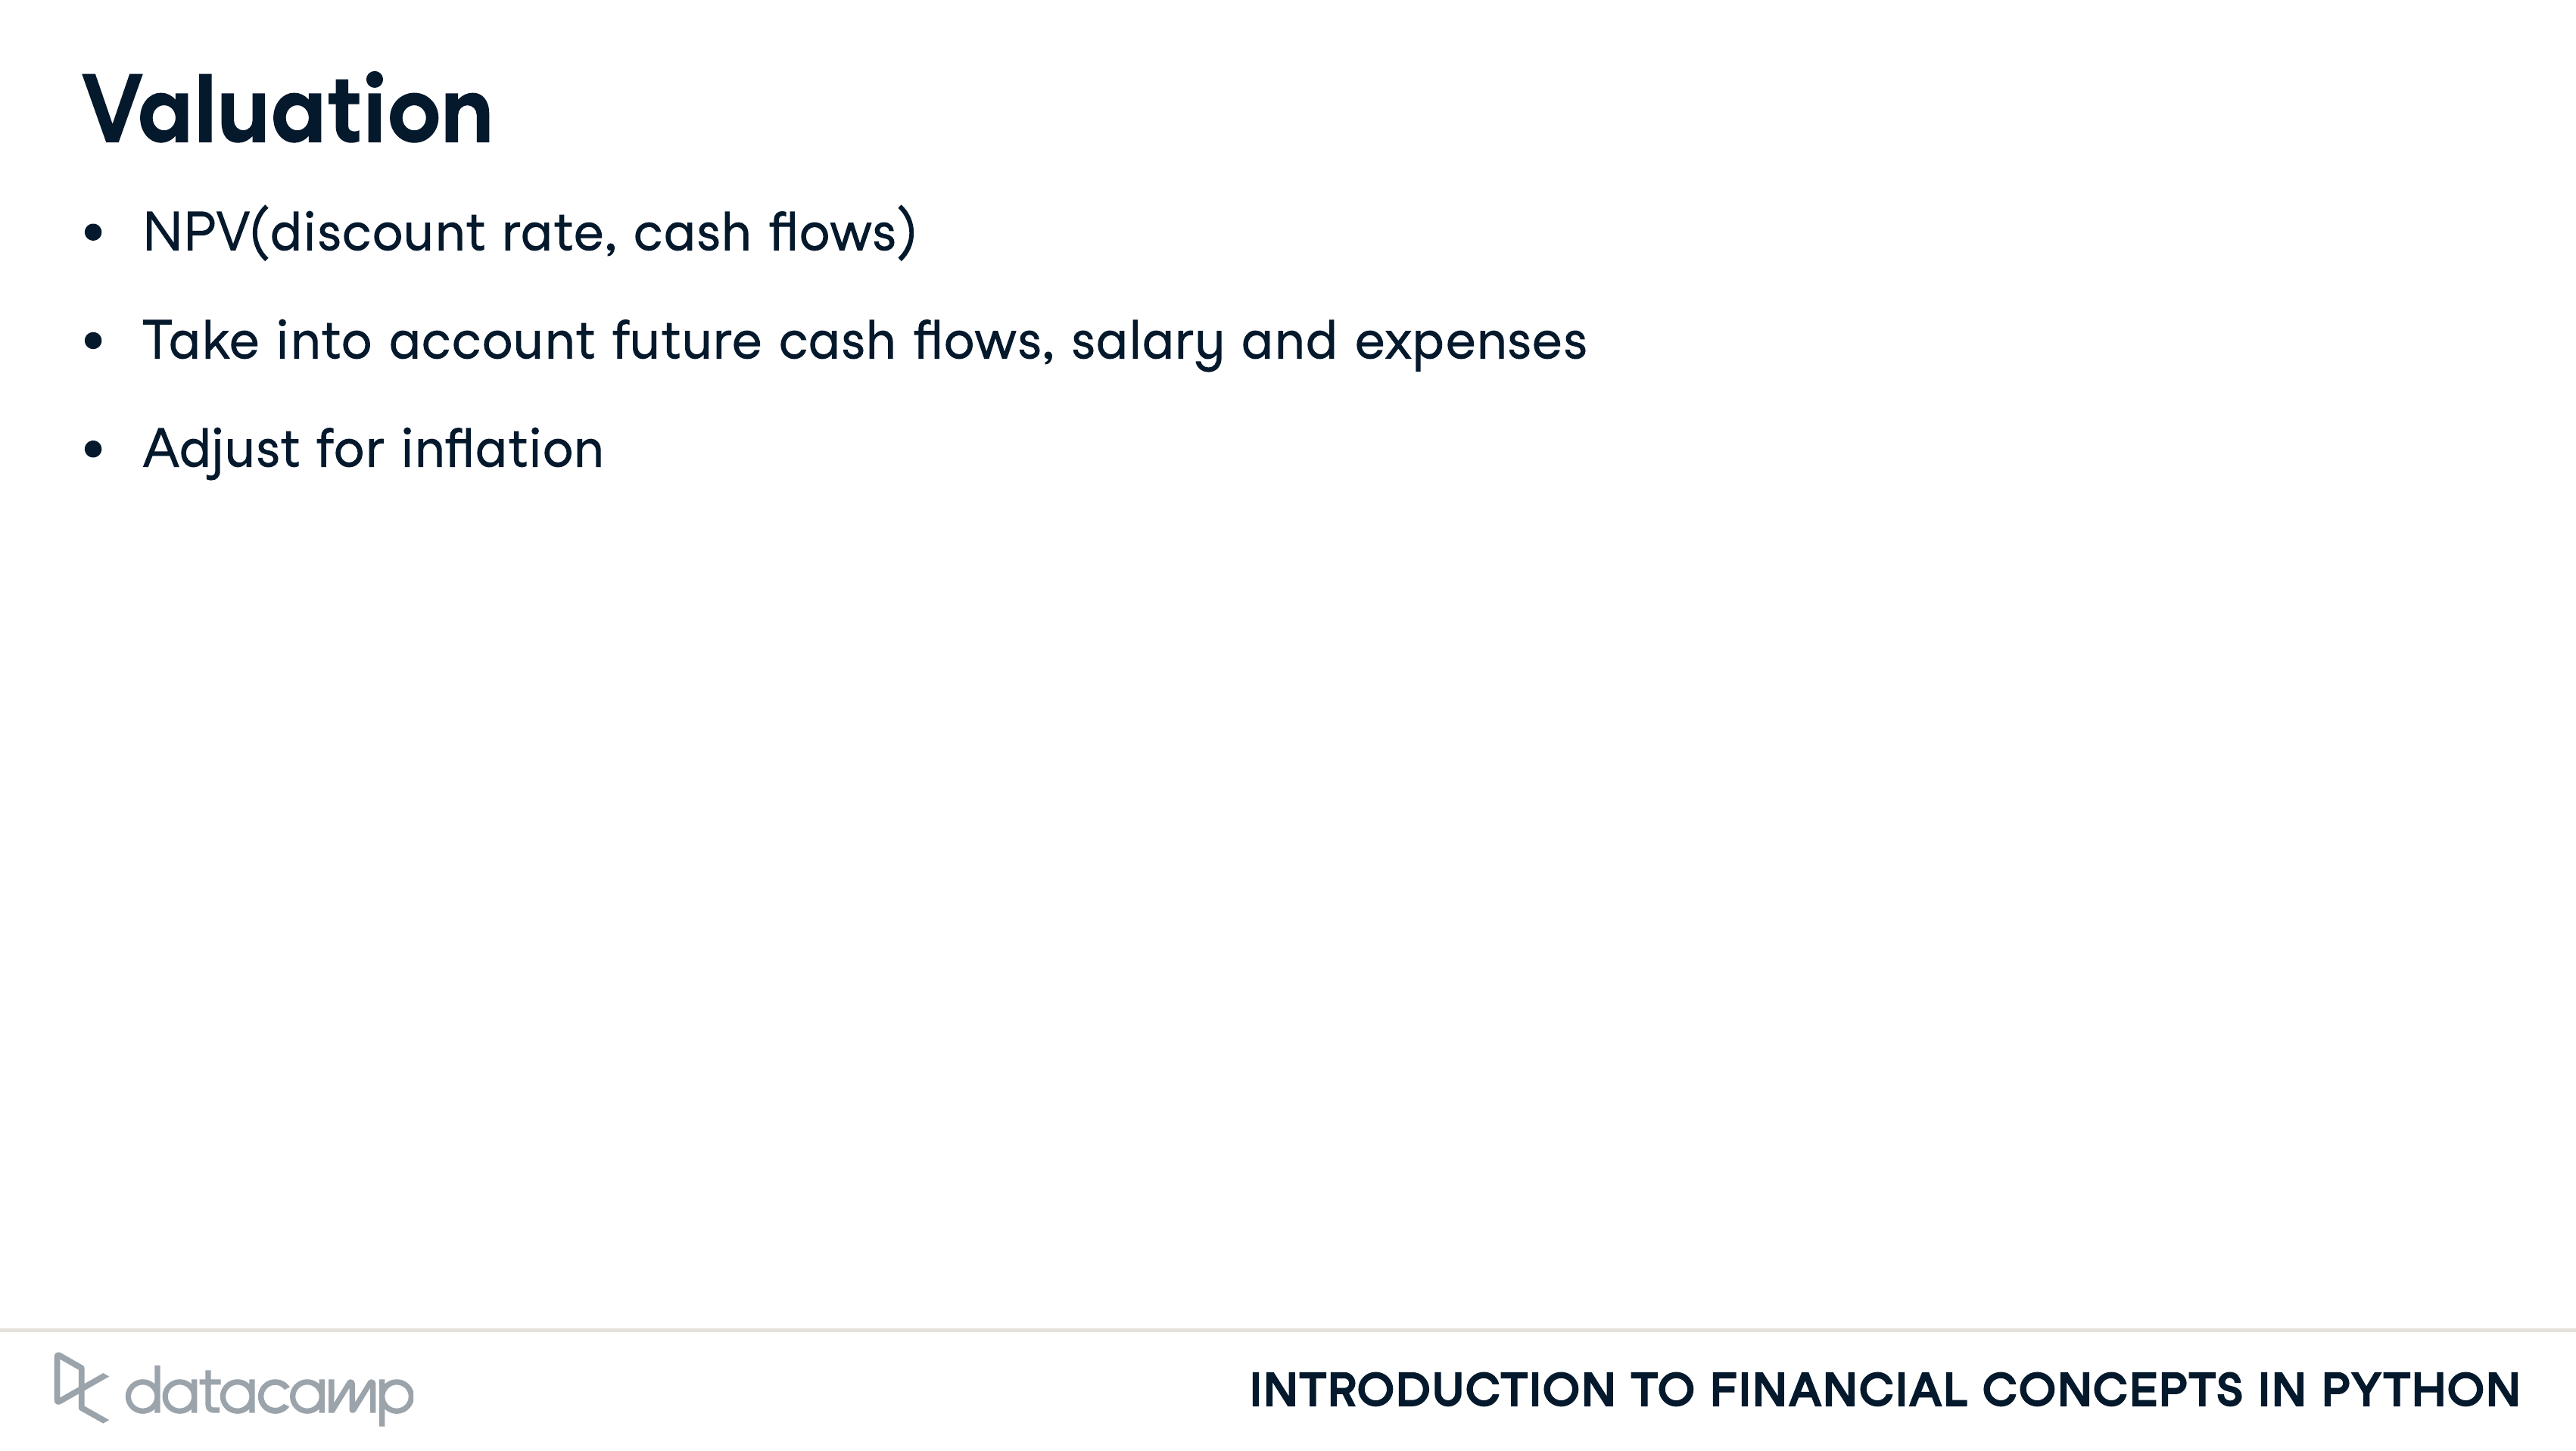 Valuation
• NPV(discount rate, cash flows)
• Take into account future cash flows, salary and expenses
• Adjust for inflation
datacamp
INTRODUCTION TO FINANCIAL CONCEPTS IN PYTHON